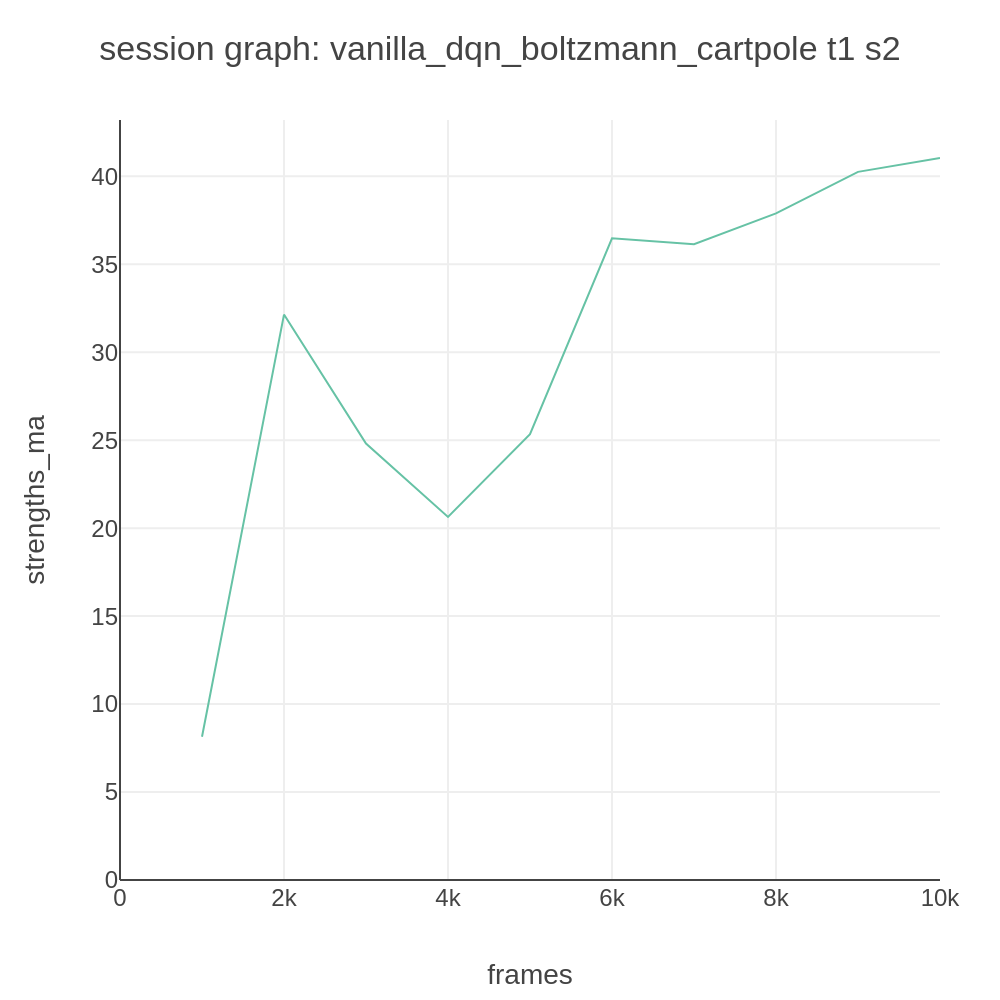 session graph: vanilla_dqn_boltzmann_cartpole t1 s2
strengths_ma
40
35
30
25
20
15
10
5
0
0 2k 4k 6k 8k 10k
frames